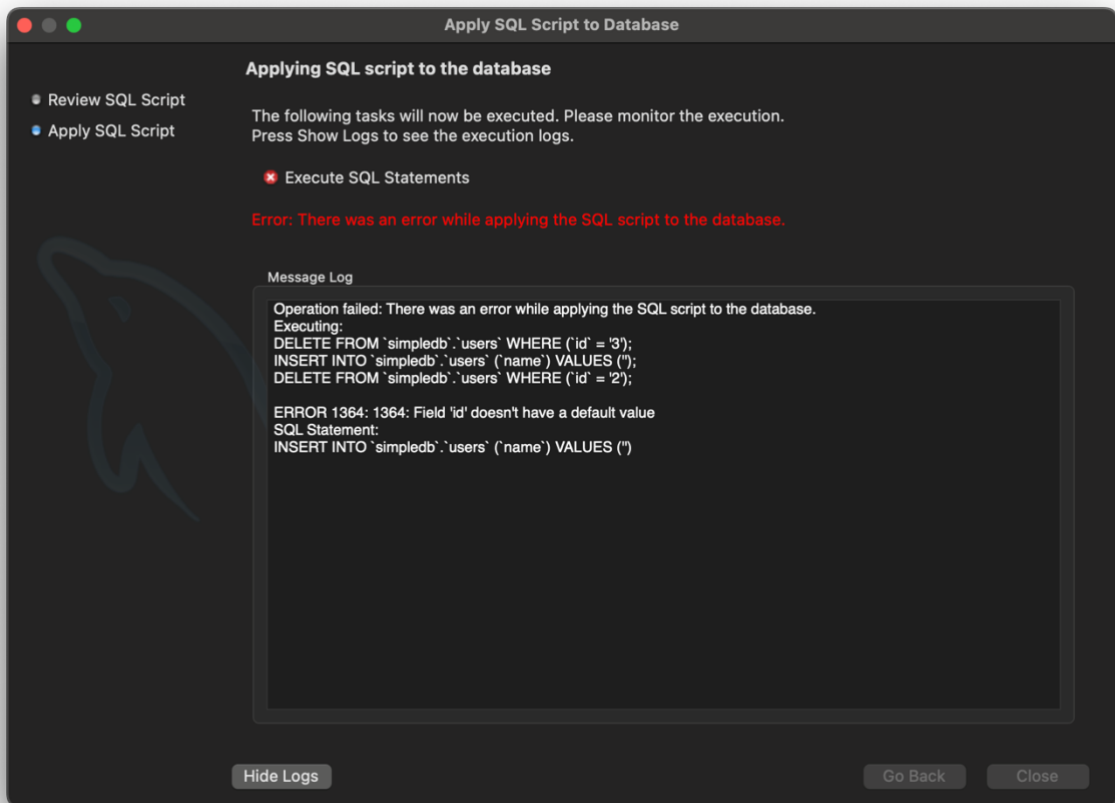 Apply SQL Script to Database
Applying SQL script to the database
Review SQL Script
Apply SQL Script
The following tasks will now be executed. Please monitor the execution.
Press Show Logs to see the execution logs.
Execute SQL Statements
Error: There was an error while applying the SQL script to the database.
Message Log
Operation failed: There was an error while applying the SQL script to the database.
Executing:
DELETE FROM `simpledb`.`users` WHERE (`id` = '3');
INSERT INTO `simpledb`.`users` (`name`) VALUES ('');
DELETE FROM `simpledb`.`users` WHERE (`id` = '2');
ERROR 1364: 1364: Field 'id' doesn't have a default value
SQL Statement:
INSERT INTO `simpledb`.`users` (`name`) VALUES ('')
Hide Logs
Go Back
Close